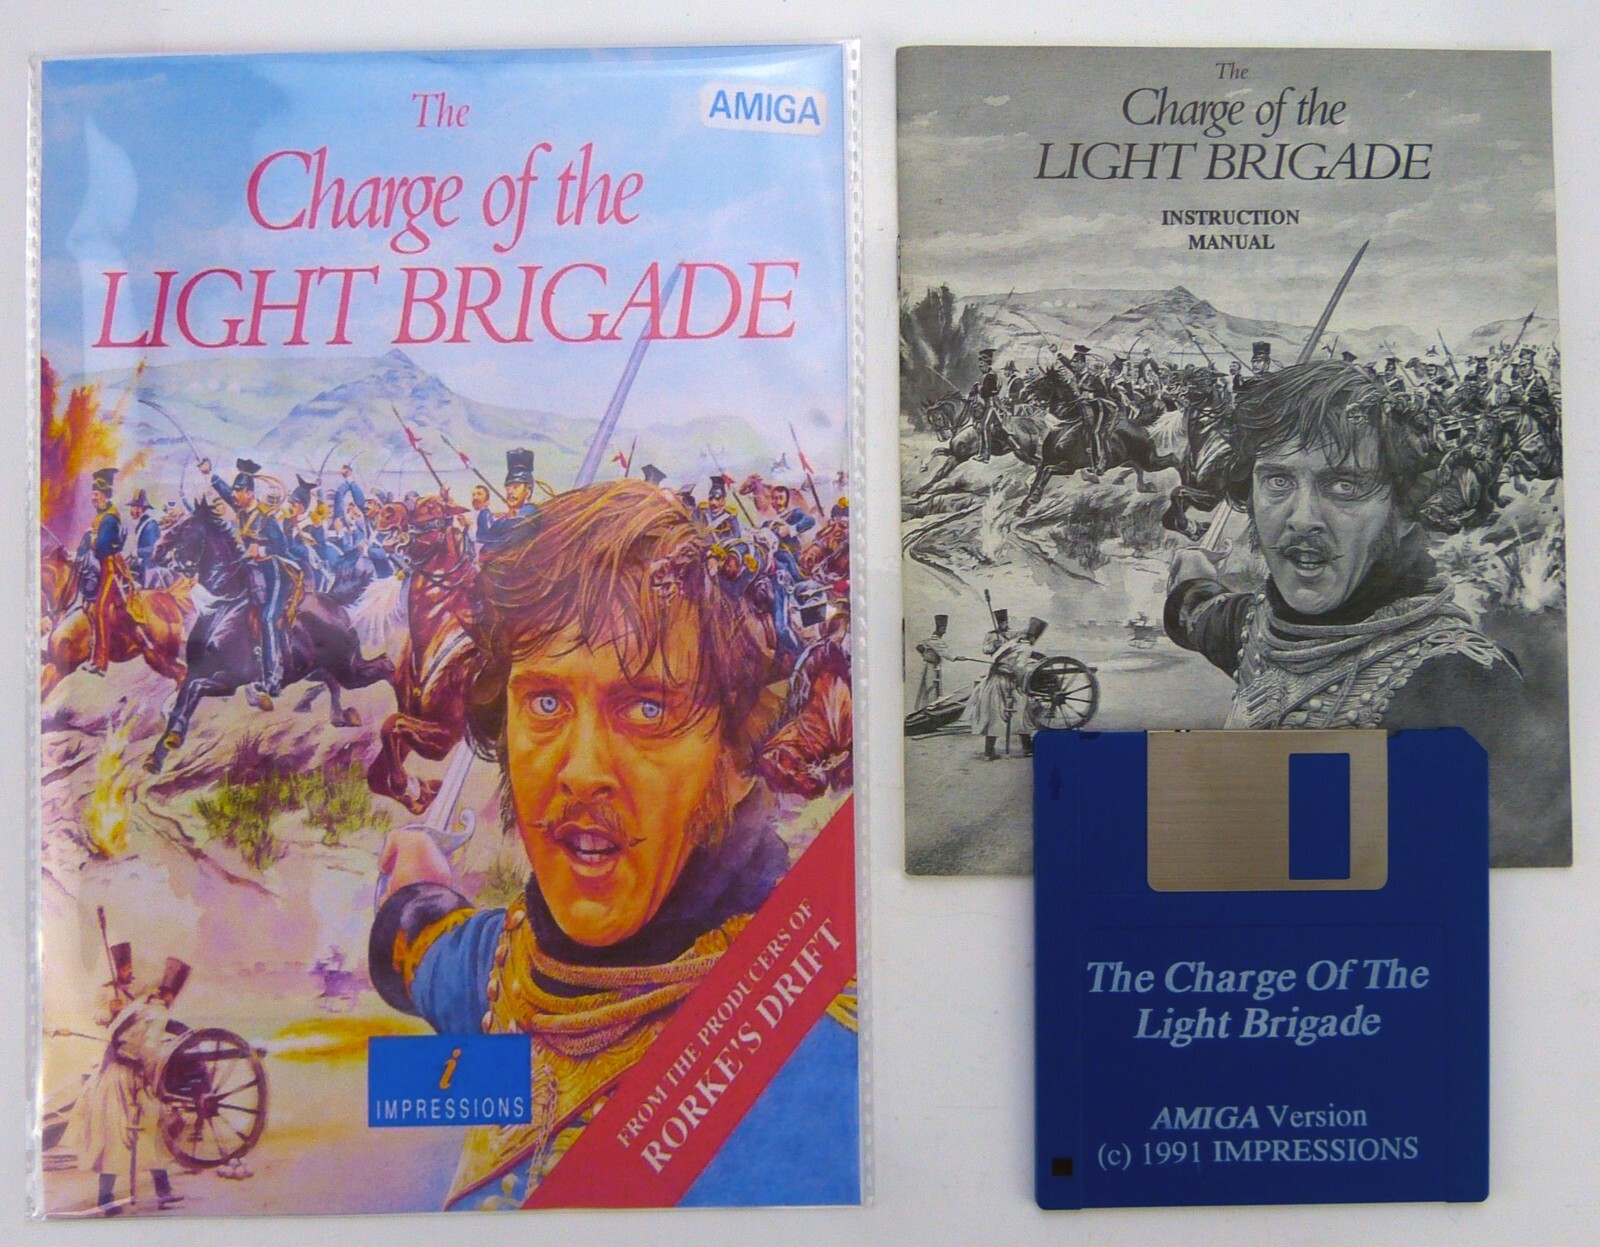 The
AMIGA
Charge of the
LIGHT BRIGADE
FROM THE PRODUCERS OF
RORKE'S DRIFT
i
IMPRESSIONS
The
Charge of the
LIGHT BRIGADE
INSTRUCTION
MANUAL
The Charge Of The
Light Brigade
AMIGA Version
(c) 1991 IMPRESSIONS